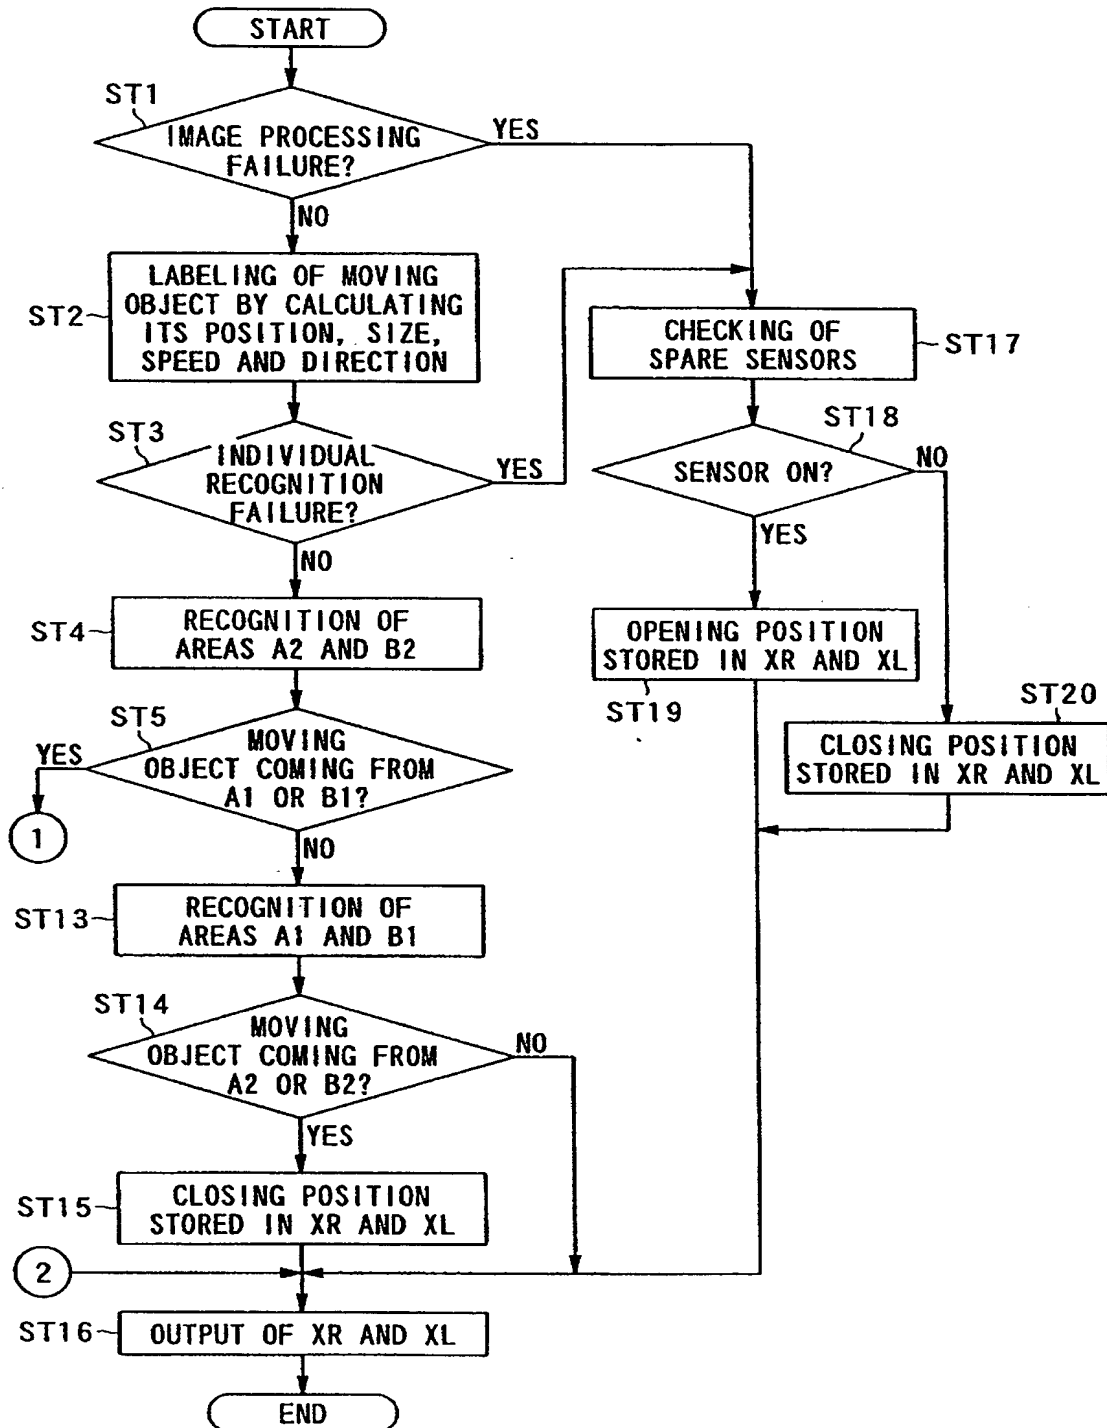 START
ST1
IMAGE PROCESSING
FAILURE?
YES
NO
ST2
LABELING OF MOVING
OBJECT BY CALCULATING
ITS POSITION, SIZE,
SPEED AND DIRECTION
ST3
INDIVIDUAL
RECOGNITION
FAILURE?
YES
NO
ST4
RECOGNITION OF
AREAS A2 AND B2
ST5
MOVING
OBJECT COMING FROM
A1 OR B1?
YES
1
NO
ST13
RECOGNITION OF
AREAS A1 AND B1
ST14
MOVING
OBJECT COMING FROM
A2 OR B2?
NO
YES
ST15
CLOSING POSITION
STORED IN XR AND XL
2
ST16
OUTPUT OF XR AND XL
END
CHECKING OF
SPARE SENSORS
ST17
ST18
SENSOR ON?
NO
YES
OPENING POSITION
STORED IN XR AND XL
ST19
ST20
CLOSING POSITION
STORED IN XR AND XL